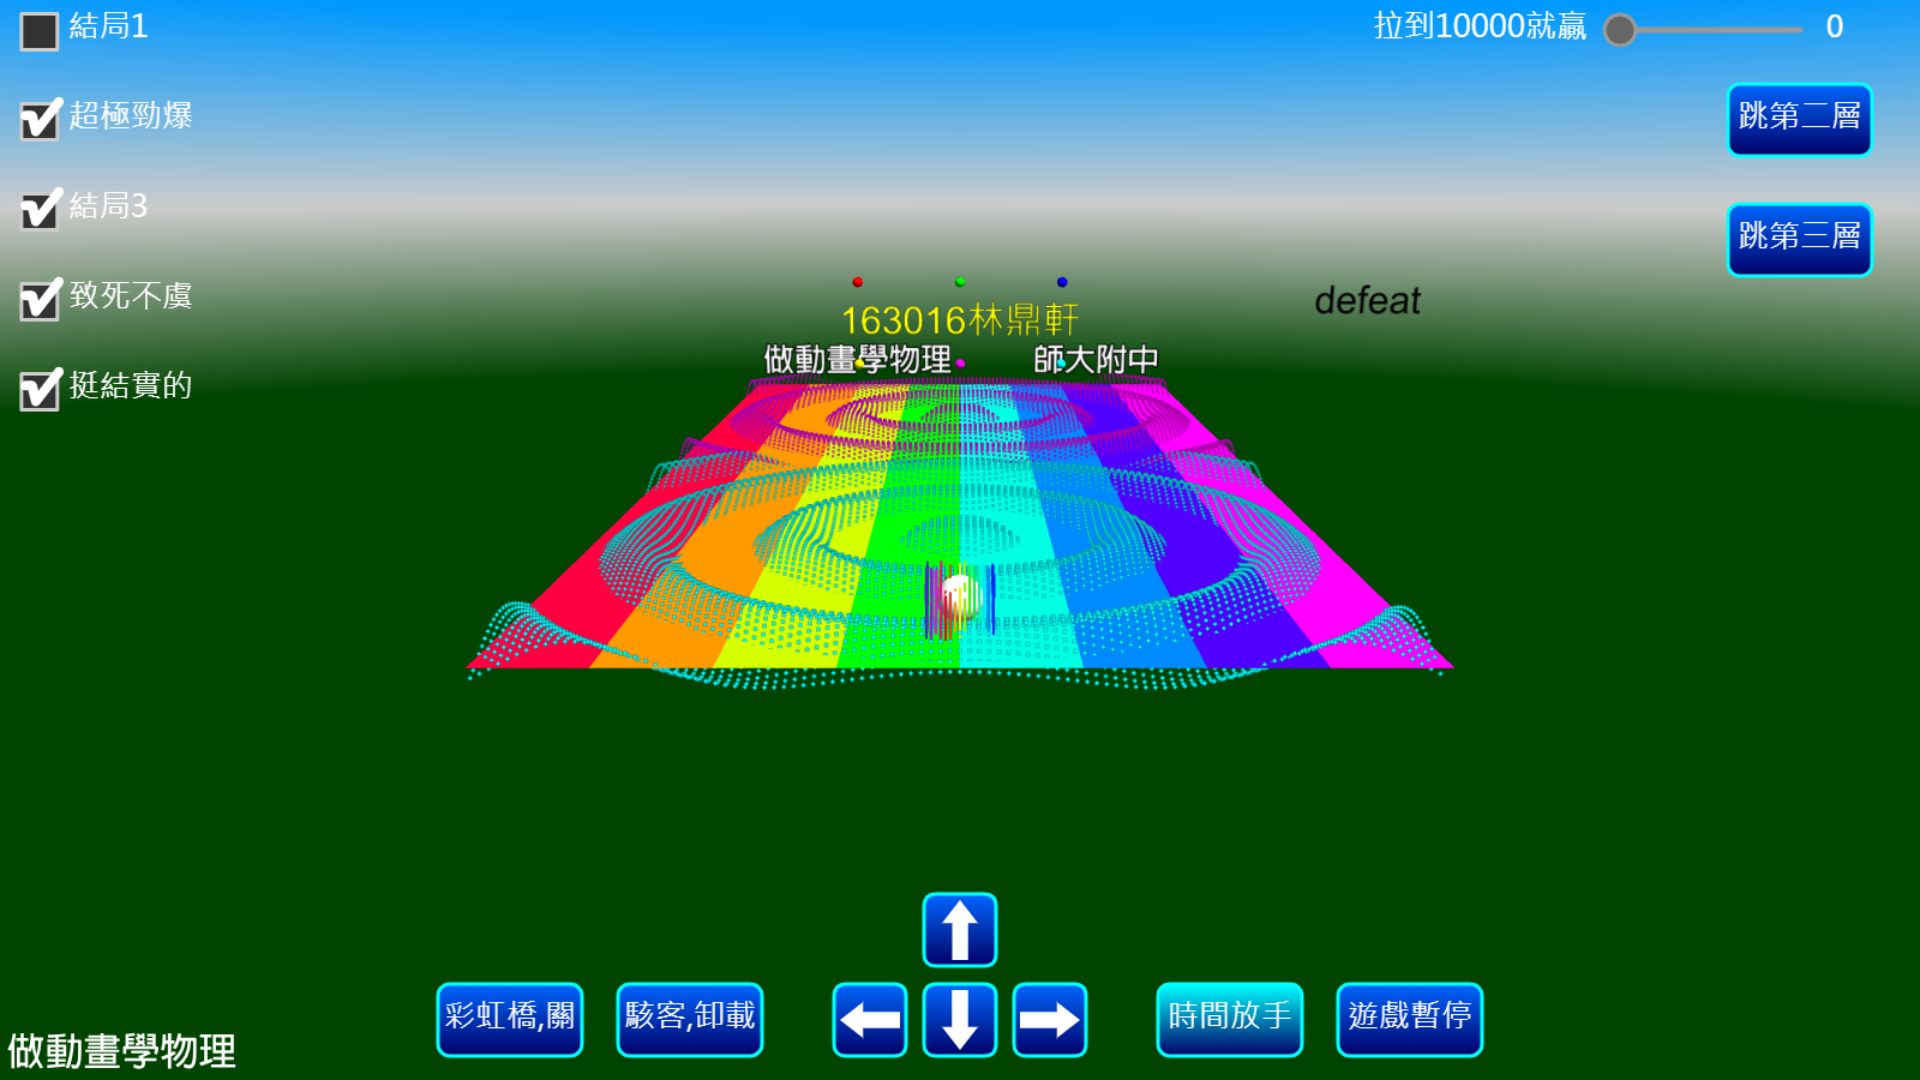 結局1
拉到10000就贏 0
超極勁爆
跳第二層
結局3
跳第三層
致死不虞
defeat
163016林鼎軒
做動畫學物理 師大附中
挺結實的
彩虹橋,關
駭客,卸載
時間放手
遊戲暫停
做動畫學物理